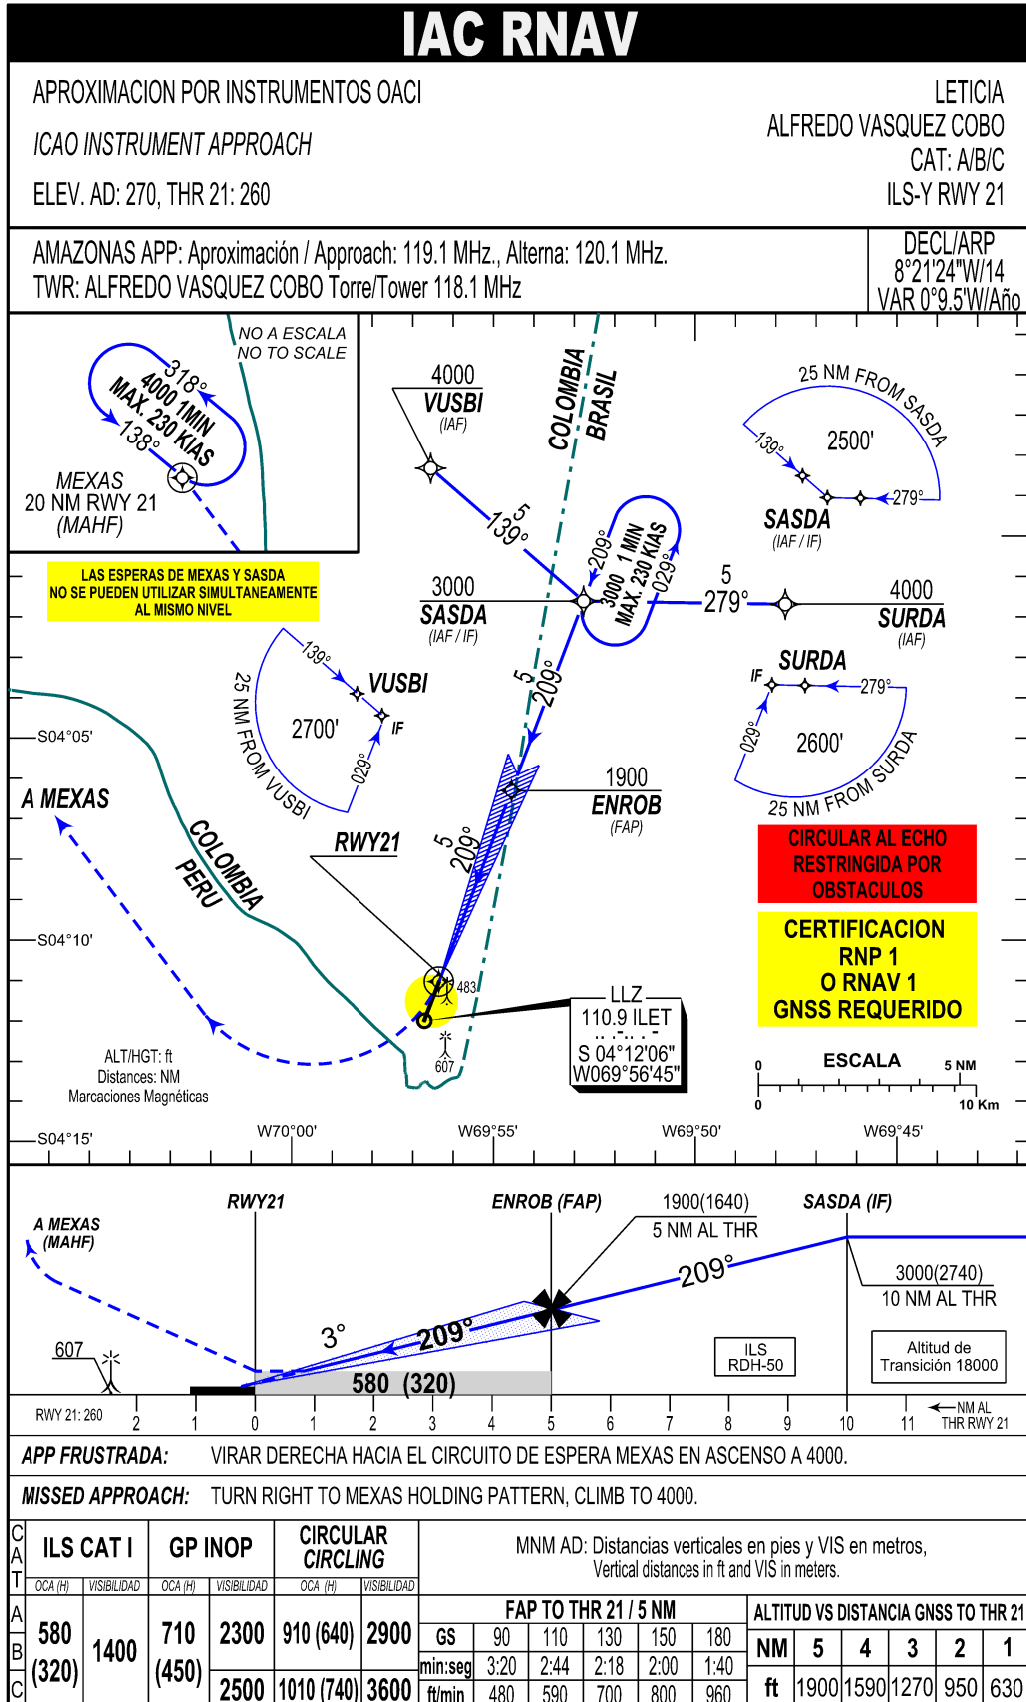 IAC RNAV
APROXIMACION POR INSTRUMENTOS OACI
ICAO INSTRUMENT APPROACH
ELEV. AD: 270, THR 21: 260
LETICIA
ALFREDO VASQUEZ COBO
CAT: A/B/C
ILS-Y RWY 21
AMAZONAS APP: Aproximación / Approach: 119.1 MHz., Alterna: 120.1 MHz.
TWR: ALFREDO VASQUEZ COBO Torre/Tower 118.1 MHz
DECL/ARP
8°21'24"W/14
VAR 0°9.5'W/Año
NO A ESCALA
NO TO SCALE
318°
4000 1MIN
MAX. 230 KIAS
138°
MEXAS
20 NM RWY 21
(MAHF)
4000
VUSBI
(IAF)
COLOMBIA
BRASIL
25 NM FROM SASDA
2500'
139°
279°
SASDA
(IAF / IF)
5
139°
209°
3000 1 MIN
MAX. 230 KIAS
029°
LAS ESPERAS DE MEXAS Y SASDA
NO SE PUEDEN UTILIZAR SIMULTANEAMENTE
AL MISMO NIVEL
3000
SASDA
(IAF / IF)
5
279°
4000
SURDA
(IAF)
139°
VUSBI
IF
2700'
029°
25 NM FROM VUSBI
5
209°
SURDA
IF
279°
029°
2600'
25 NM FROM SURDA
S04°05'
A MEXAS
1900
ENROB
(FAP)
COLOMBIA
PERU
RWY21
5
209°
CIRCULAR AL ECHO
RESTRINGIDA POR
OBSTACULOS
CERTIFICACION
RNP 1
O RNAV 1
GNSS REQUERIDO
S04°10'
483
LLZ
110.9 ILET
.. .-.. . -
S 04°12'06"
W069°56'45"
607
ALT/HGT: ft
Distances: NM
Marcaciones Magnéticas
ESCALA
0 5 NM
0 10 Km
S04°15'
W70°00' W69°55' W69°50' W69°45'
RWY21
ENROB (FAP)
1900(1640)
5 NM AL THR
SASDA (IF)
A MEXAS
(MAHF)
209°
3000(2740)
10 NM AL THR
3°
209°
607
580 (320)
ILS
RDH-50
Altitud de
Transición 18000
RWY 21: 260
2 1 0 1 2 3 4 5 6 7 8 9 10 11
NM AL
THR RWY 21
APP FRUSTRADA: VIRAR DERECHA HACIA EL CIRCUITO DE ESPERA MEXAS EN ASCENSO A 4000.
MISSED APPROACH: TURN RIGHT TO MEXAS HOLDING PATTERN, CLIMB TO 4000.
CAT
ILS CAT I
GP INOP
CIRCULAR
CIRCLING
OCA (H) VISIBILIDAD OCA (H) VISIBILIDAD OCA (H) VISIBILIDAD
A
B
C
580
(320)
1400
710
(450)
2300
2500
910 (640) 2900
1010 (740) 3600
MNM AD: Distancias verticales en pies y VIS en metros,
Vertical distances in ft and VIS in meters.
FAP TO THR 21 / 5 NM
GS 90 110 130 150 180
min:seg 3:20 2:44 2:18 2:00 1:40
ft/min 480 590 700 800 960
ALTITUD VS DISTANCIA GNSS TO THR 21
NM 5 4 3 2 1
ft 1900 1590 1270 950 630